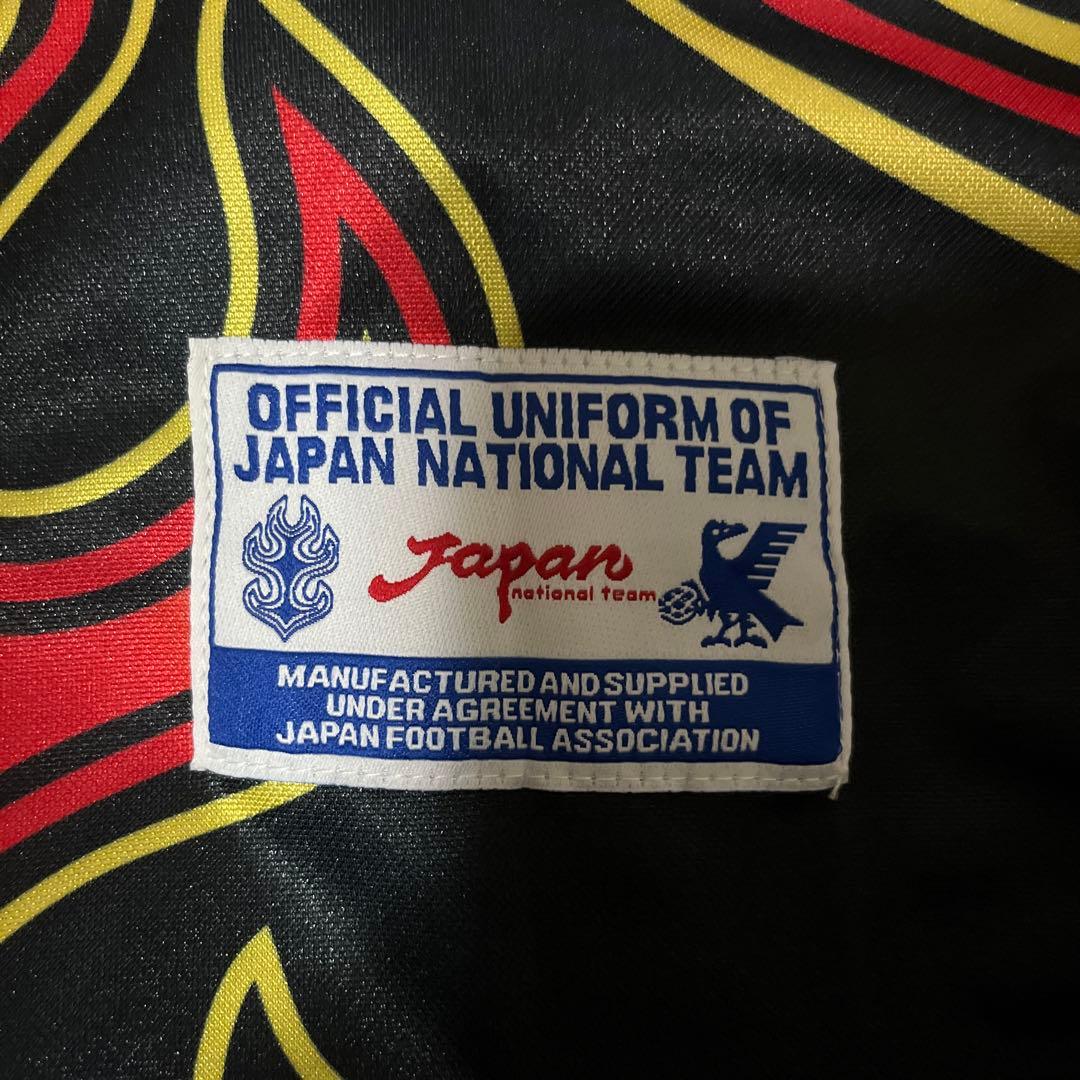 OFFICIAL UNIFORM OF
JAPAN NATIONAL TEAM
Japan
national team
MANUFACTURED AND SUPPLIED
UNDER AGREEMENT WITH
JAPAN FOOTBALL ASSOCIATION